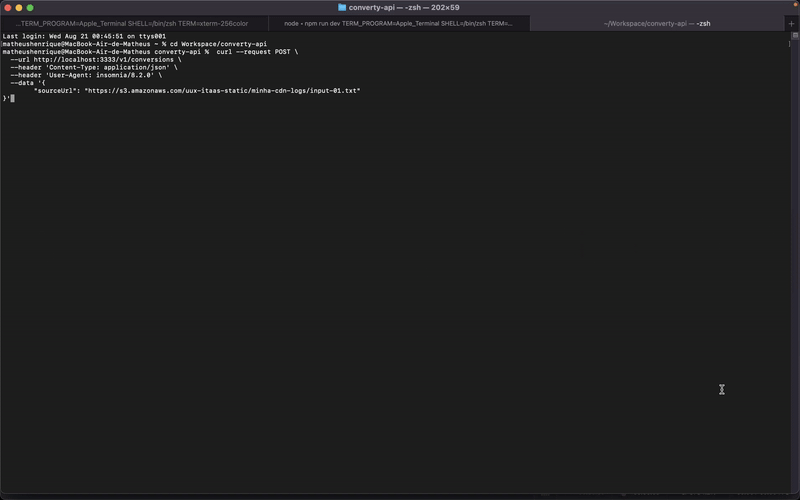 converty-api — -zsh — 202×59
...TERM_PROGRAM=Apple_Terminal SHELL=/bin/zsh TERM=xterm-256color
node • npm run dev TERM_PROGRAM=Apple_Terminal SHELL=/bin/zsh TERM=...
~/Workspace/converty-api — -zsh
Last login: Wed Aug 21 00:45:51 on ttys001
[matheushenrique@MacBook-Air-de-Matheus ~ % cd Workspace/converty-api
matheushenrique@MacBook-Air-de-Matheus converty-api %  curl --request POST \
  --url http://localhost:3333/v1/conversions \
  --header 'Content-Type: application/json' \
  --header 'User-Agent: insomnia/8.2.0' \
  --data '{
        "sourceUrl": "https://s3.amazonaws.com/uux-itaas-static/minha-cdn-logs/input-01.txt"
}'